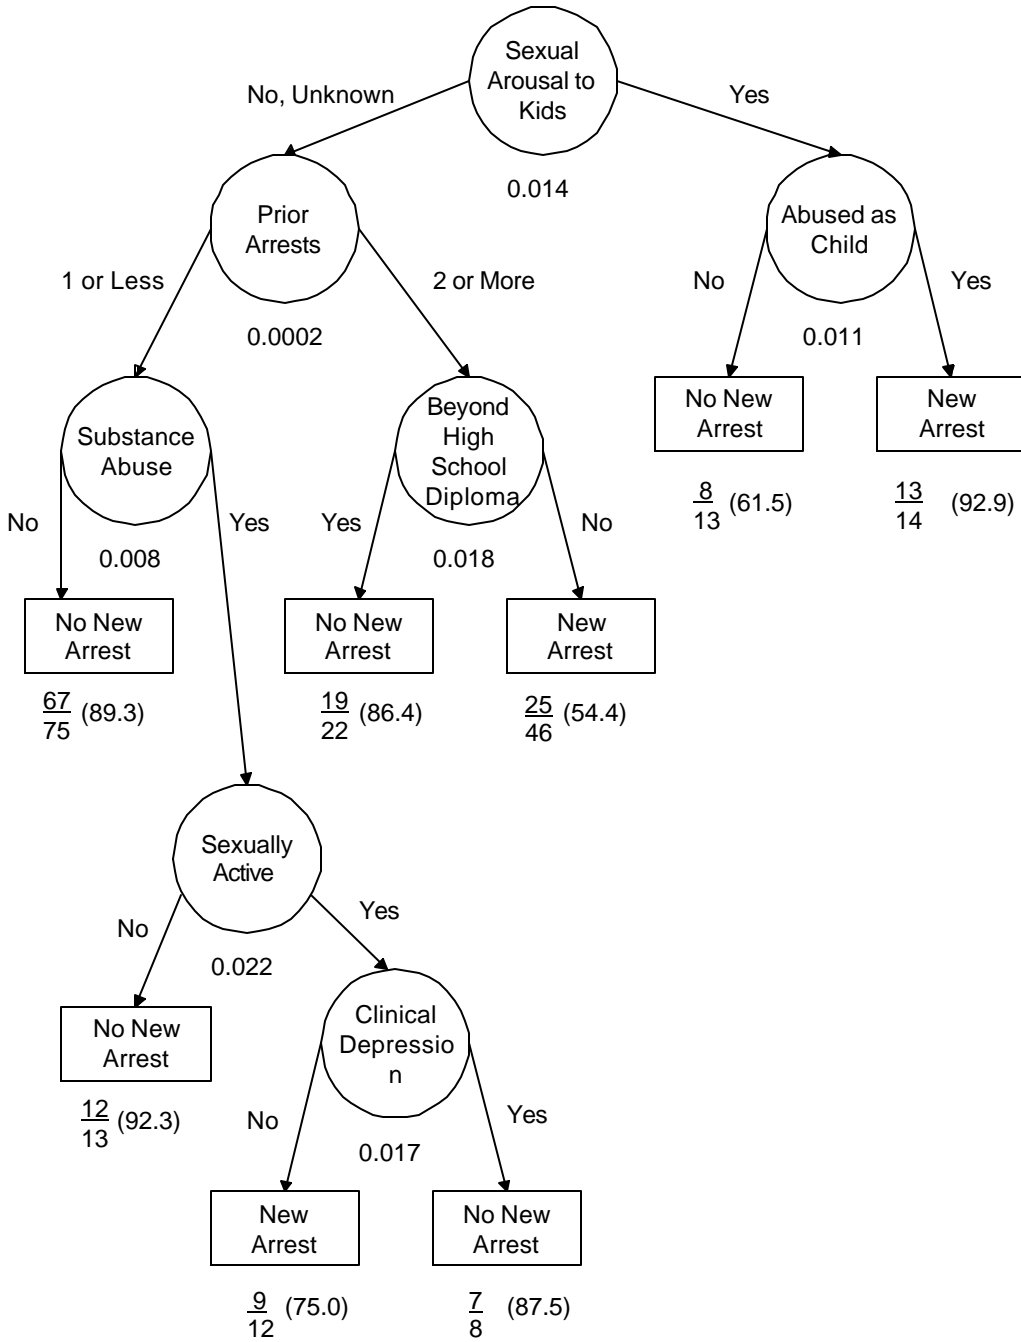 Sexual
Arousal to
Kids
No, Unknown
Yes
0.014
Prior
Arrests
Abused as
Child
1 or Less
2 or More
No
Yes
0.0002
0.011
Substance
Abuse
Beyond
High
School
Diploma
No New
Arrest
New
Arrest
8
13 (61.5)
13
14 (92.9)
No
Yes
Yes
No
0.008
0.018
No New
Arrest
No New
Arrest
New
Arrest
67
75 (89.3)
19
22 (86.4)
25
46 (54.4)
Sexually
Active
No
Yes
0.022
No New
Arrest
Clinical
Depressio
n
12
13 (92.3)
No
Yes
0.017
New
Arrest
No New
Arrest
9
12 (75.0)
7
8 (87.5)